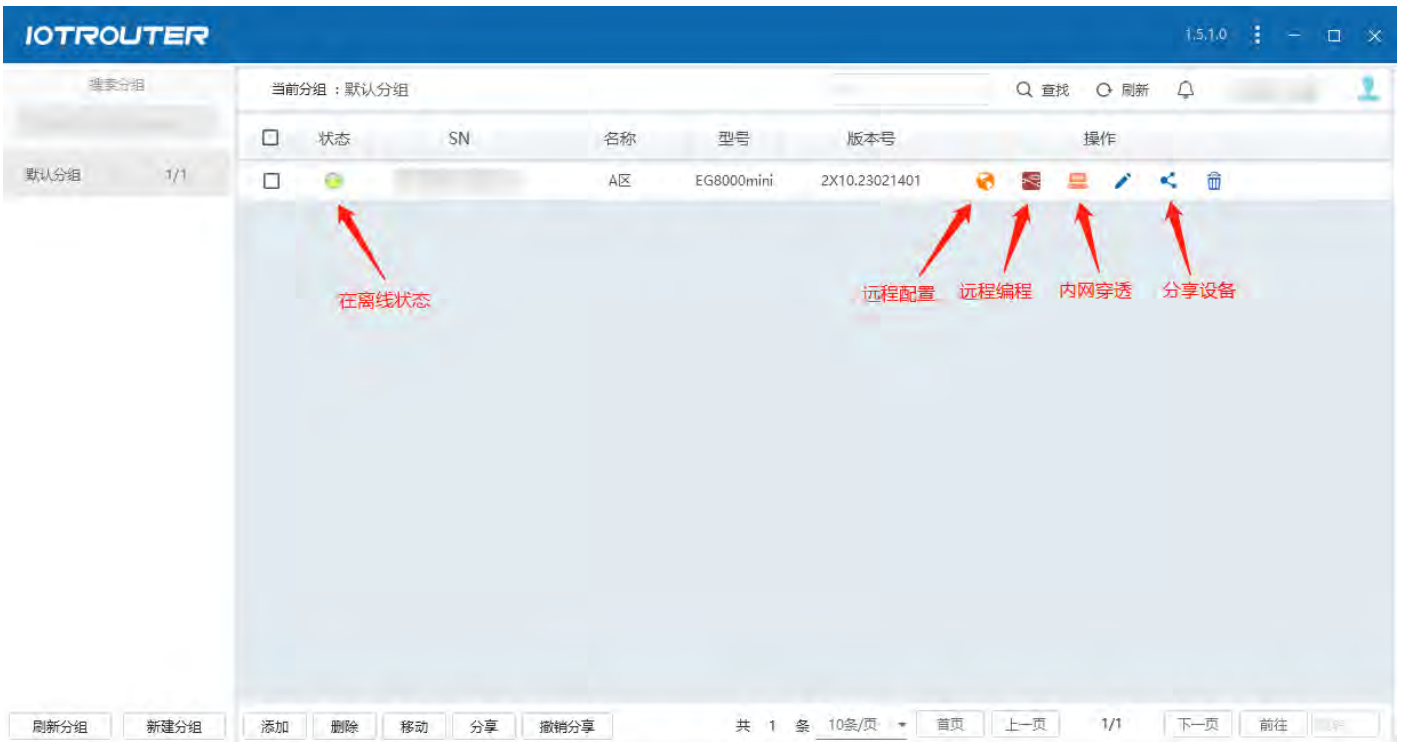 IOTROUTER
1.5.1.0
搜索分组
当前分组 : 默认分组
查找
刷新
状态
SN
名称
型号
版本号
操作
默认分组
1/1
A区
EG8000mini
2X10.23021401
在离线状态
远程配置
远程编程
内网穿透
分享设备
刷新分组
新建分组
添加
删除
移动
分享
撤销分享
共 1 条
10条/页
首页
上一页
1/1
下一页
前往